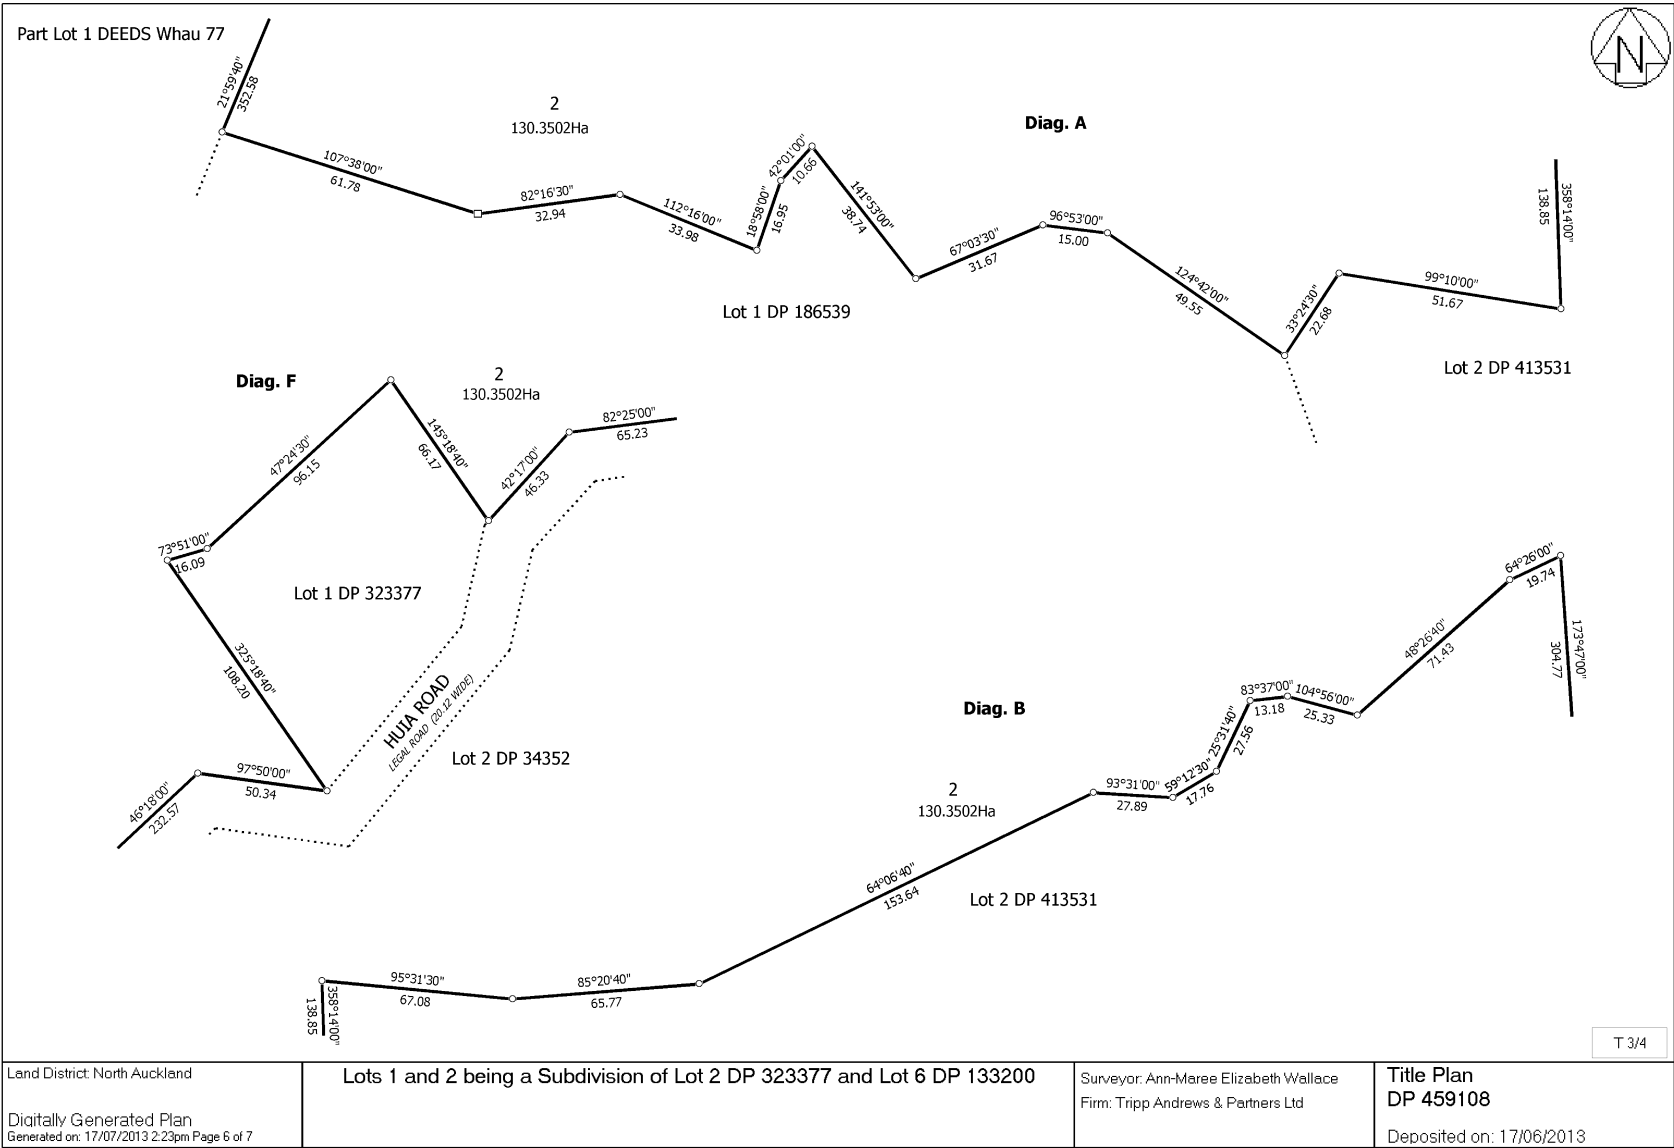 Part Lot 1 DEEDS Whau 77
N
21°59'40"
352.58
2
130.3502Ha
Diag. A
107°38'00"
61.78
82°16'30"
32.94
112°16'00"
33.98
18°58'00"
16.95
42°01'00"
10.66
141°53'00"
38.74
67°03'30"
31.67
96°53'00"
15.00
124°42'00"
49.55
33°24'30"
22.68
99°10'00"
51.67
358°14'00"
138.85
Lot 1 DP 186539
Lot 2 DP 413531
Diag. F
2
130.3502Ha
47°24'30"
96.15
145°18'40"
66.17
42°17'00"
46.33
82°25'00"
65.23
73°51'00"
16.09
Lot 1 DP 323377
325°18'40"
108.20
HUIA ROAD
LEGAL ROAD (20.12 WIDE)
Lot 2 DP 34352
97°50'00"
50.34
46°18'00"
232.57
Diag. B
2
130.3502Ha
358°14'00"
138.85
95°31'30"
67.08
85°20'40"
65.77
64°06'40"
153.64
93°31'00"
27.89
59°12'30"
17.76
25°31'40"
27.56
83°37'00"
13.18
104°56'00"
25.33
48°26'40"
71.43
64°26'00"
19.74
173°47'00"
304.77
Lot 2 DP 413531
T 3/4
Land District: North Auckland
Digitally Generated Plan
Generated on: 17/07/2013 2:23pm Page 6 of 7
Lots 1 and 2 being a Subdivision of Lot 2 DP 323377 and Lot 6 DP 133200
Surveyor: Ann-Maree Elizabeth Wallace
Firm: Tripp Andrews & Partners Ltd
Title Plan
DP 459108
Deposited on: 17/06/2013